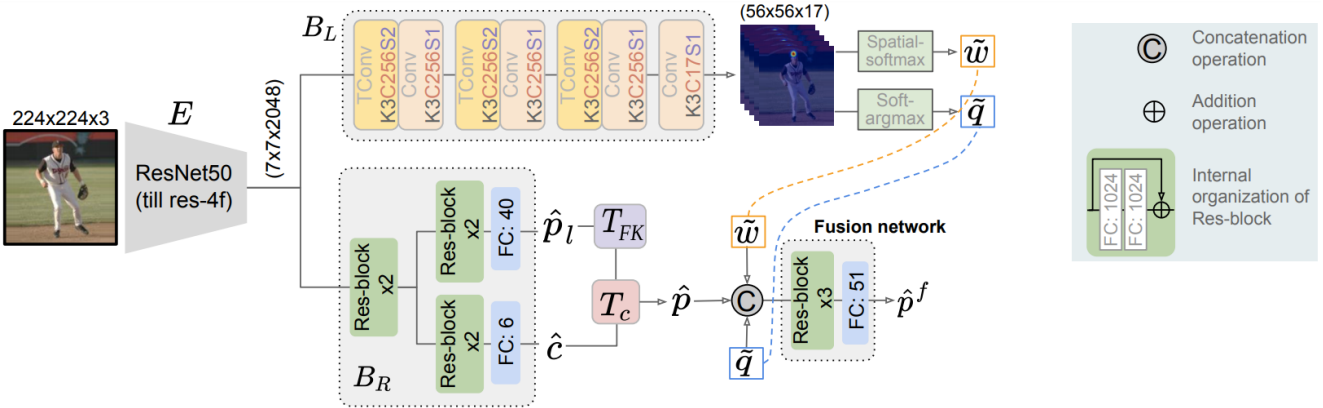 224x224x3
E
ResNet50
(till res-4f)
(7x7x2048)
B_L
TConv
K3C256S2
Conv
K3C256S1
TConv
K3C256S2
Conv
K3C256S1
TConv
K3C256S2
Conv
K3C256S1
Conv
K3C17S1
(56x56x17)
Spatial-
softmax
w̃
Soft-
argmax
q̃
B_R
Res-block
x2
Res-block
x2
FC: 40
p̂_l
T_FK
Res-block
x2
FC: 6
ĉ
T_c
p̂
w̃
C
q̃
Fusion network
Res-block
x3
FC: 51
p̂^f
C
Concatenation
operation
Addition
operation
FC: 1024
FC: 1024
Internal
organization of
Res-block